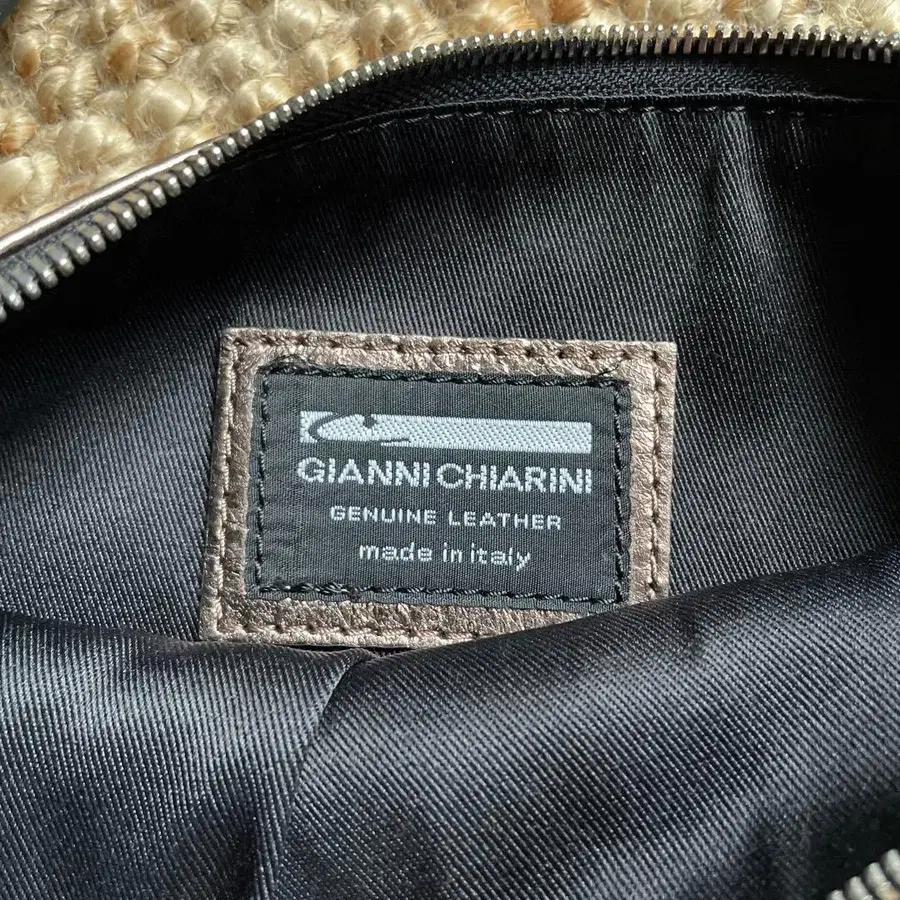 GIANNI CHIARINI
GENUINE LEATHER
made in italy